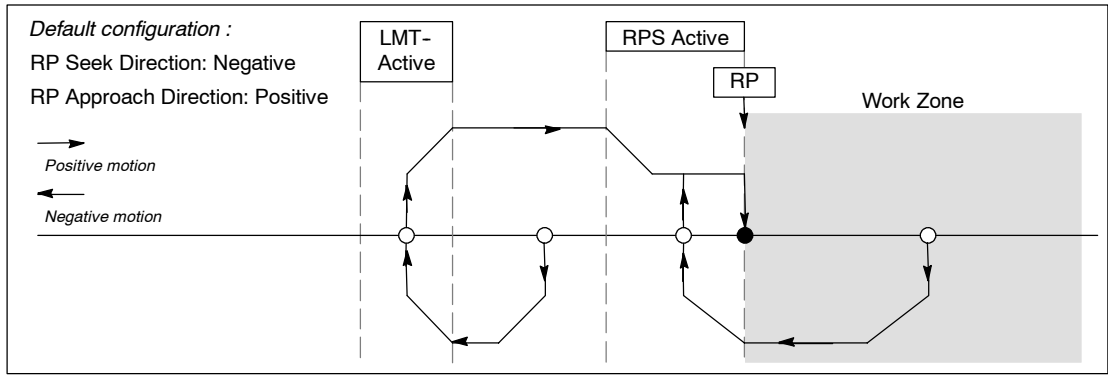 Default configuration :
RP Seek Direction: Negative
RP Approach Direction: Positive
Positive motion
Negative motion
LMT-
Active
RPS Active
RP
Work Zone